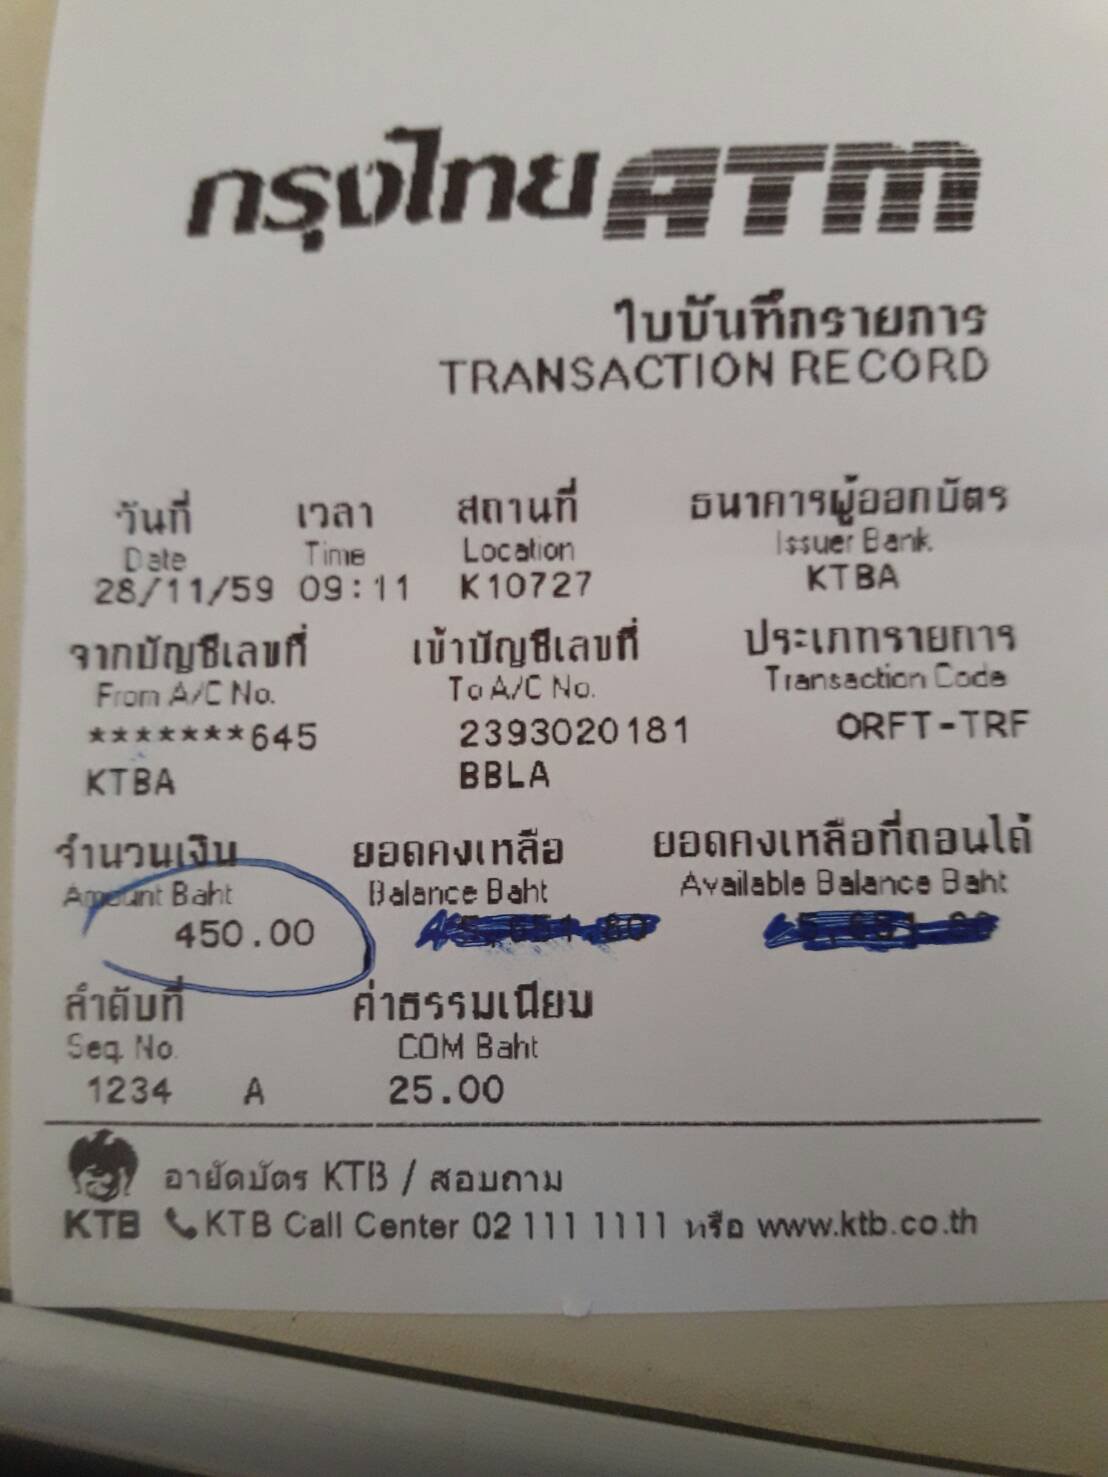 กรุงไทย ATM
ใบบันทึกรายการ
TRANSACTION RECORD
วันที่ เวลา สถานที่ ธนาคารผู้ออกบัตร
Date Time Location Issuer Bank
28/11/59 09:11 K10727 KTBA
จากบัญชีเลขที่ เข้าบัญชีเลขที่ ประเภทรายการ
From A/C No. To A/C No. Transaction Code
*******645 2393020181 ORFT-TRF
KTBA BBLA
จำนวนเงิน ยอดคงเหลือ ยอดคงเหลือที่ถอนได้
Amount Baht Balance Baht Available Balance Baht
450.00
ลำดับที่ ค่าธรรมเนียม
Seq. No. COM Baht
1234 A 25.00
อายัดบัตร KTB / สอบถาม
KTB KTB Call Center 02 111 1111 หรือ www.ktb.co.th